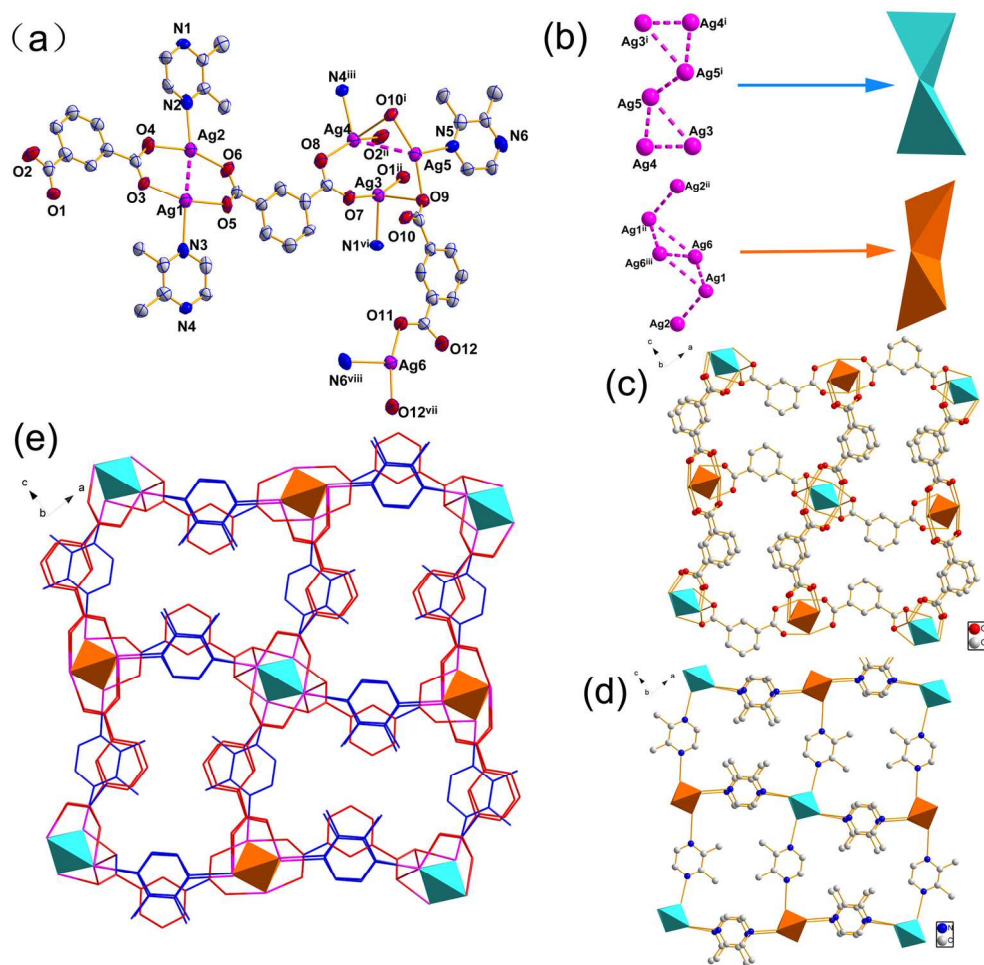 (a)
N1
N2
O4
Ag2
O6
O2
O1
O3
Ag1
O5
N3
N4
N4ⁱⁱⁱ
O10ⁱ
Ag4
O2ⁱⁱ
N5
N6
Ag5
O8
O1ⁱⁱ
Ag3
O7
O9
O10
N1ᵛⁱ
O11
O12
Ag6
N6ᵛⁱⁱⁱ
O12ᵛⁱⁱ
(b)
Ag3ⁱ
Ag4ⁱ
Ag5ⁱ
Ag5
Ag4
Ag3
Ag2ⁱⁱ
Ag1ⁱⁱ
Ag6
Ag6ⁱⁱⁱ
Ag1
Ag2
(c)
c
b
a
O
C
(d)
c
b
a
N
C
(e)
c
b
a